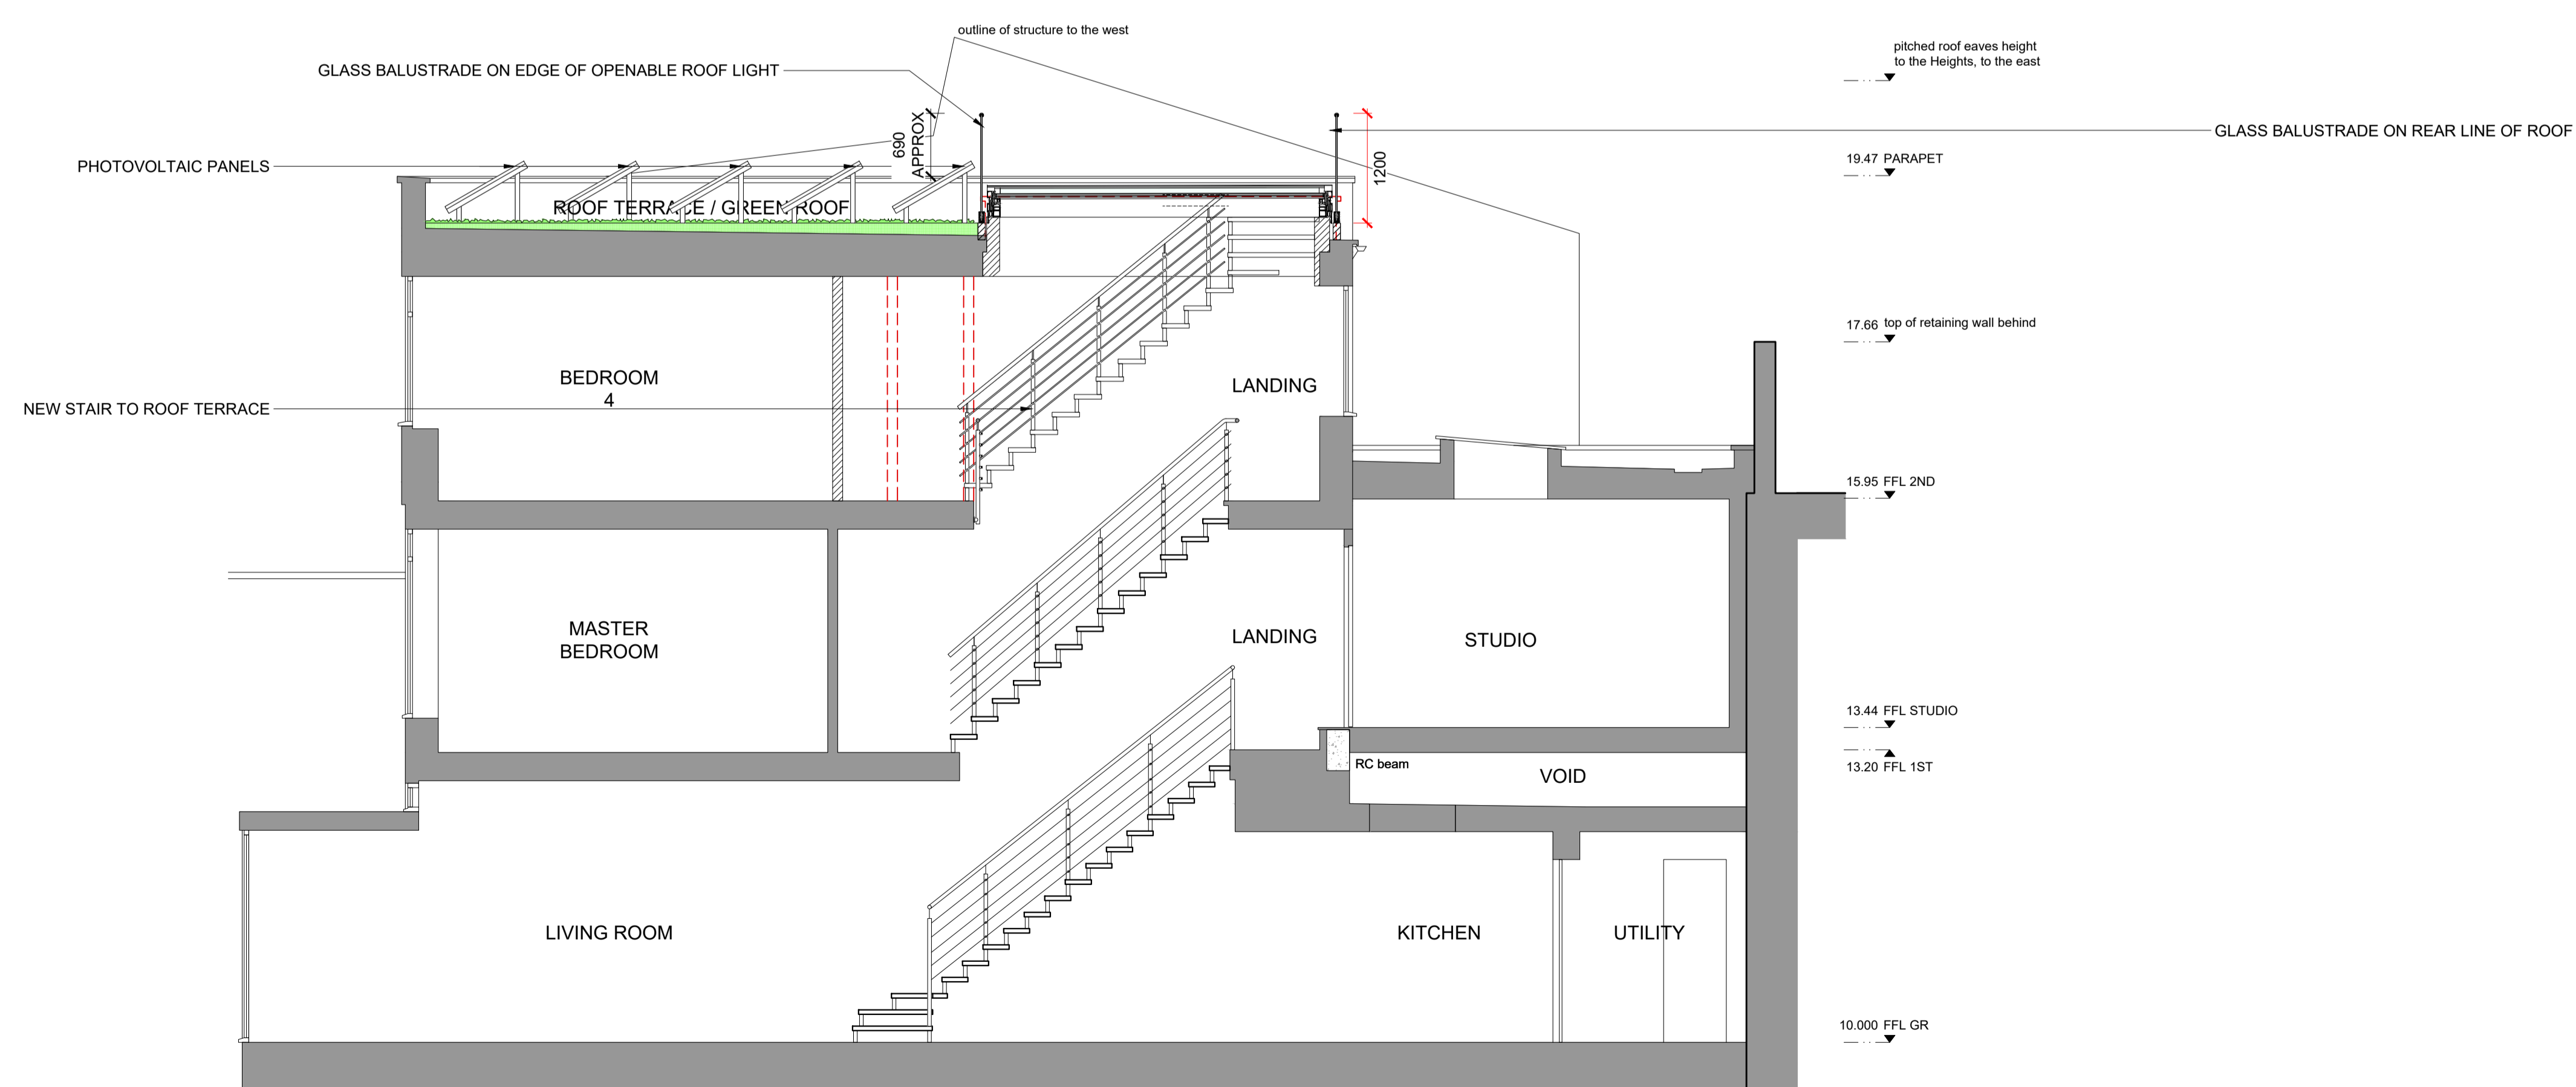 outline of structure to the west
pitched roof eaves height
to the Heights, to the east
GLASS BALUSTRADE ON EDGE OF OPENABLE ROOF LIGHT
GLASS BALUSTRADE ON REAR LINE OF ROOF
690
APPROX
1200
PHOTOVOLTAIC PANELS
19.47 PARAPET
ROOF TERRACE / GREEN ROOF
17.66 top of retaining wall behind
BEDROOM
4
LANDING
NEW STAIR TO ROOF TERRACE
15.95 FFL 2ND
MASTER
BEDROOM
LANDING
STUDIO
13.44 FFL STUDIO
RC beam
VOID
13.20 FFL 1ST
LIVING ROOM
KITCHEN
UTILITY
10.000 FFL GR